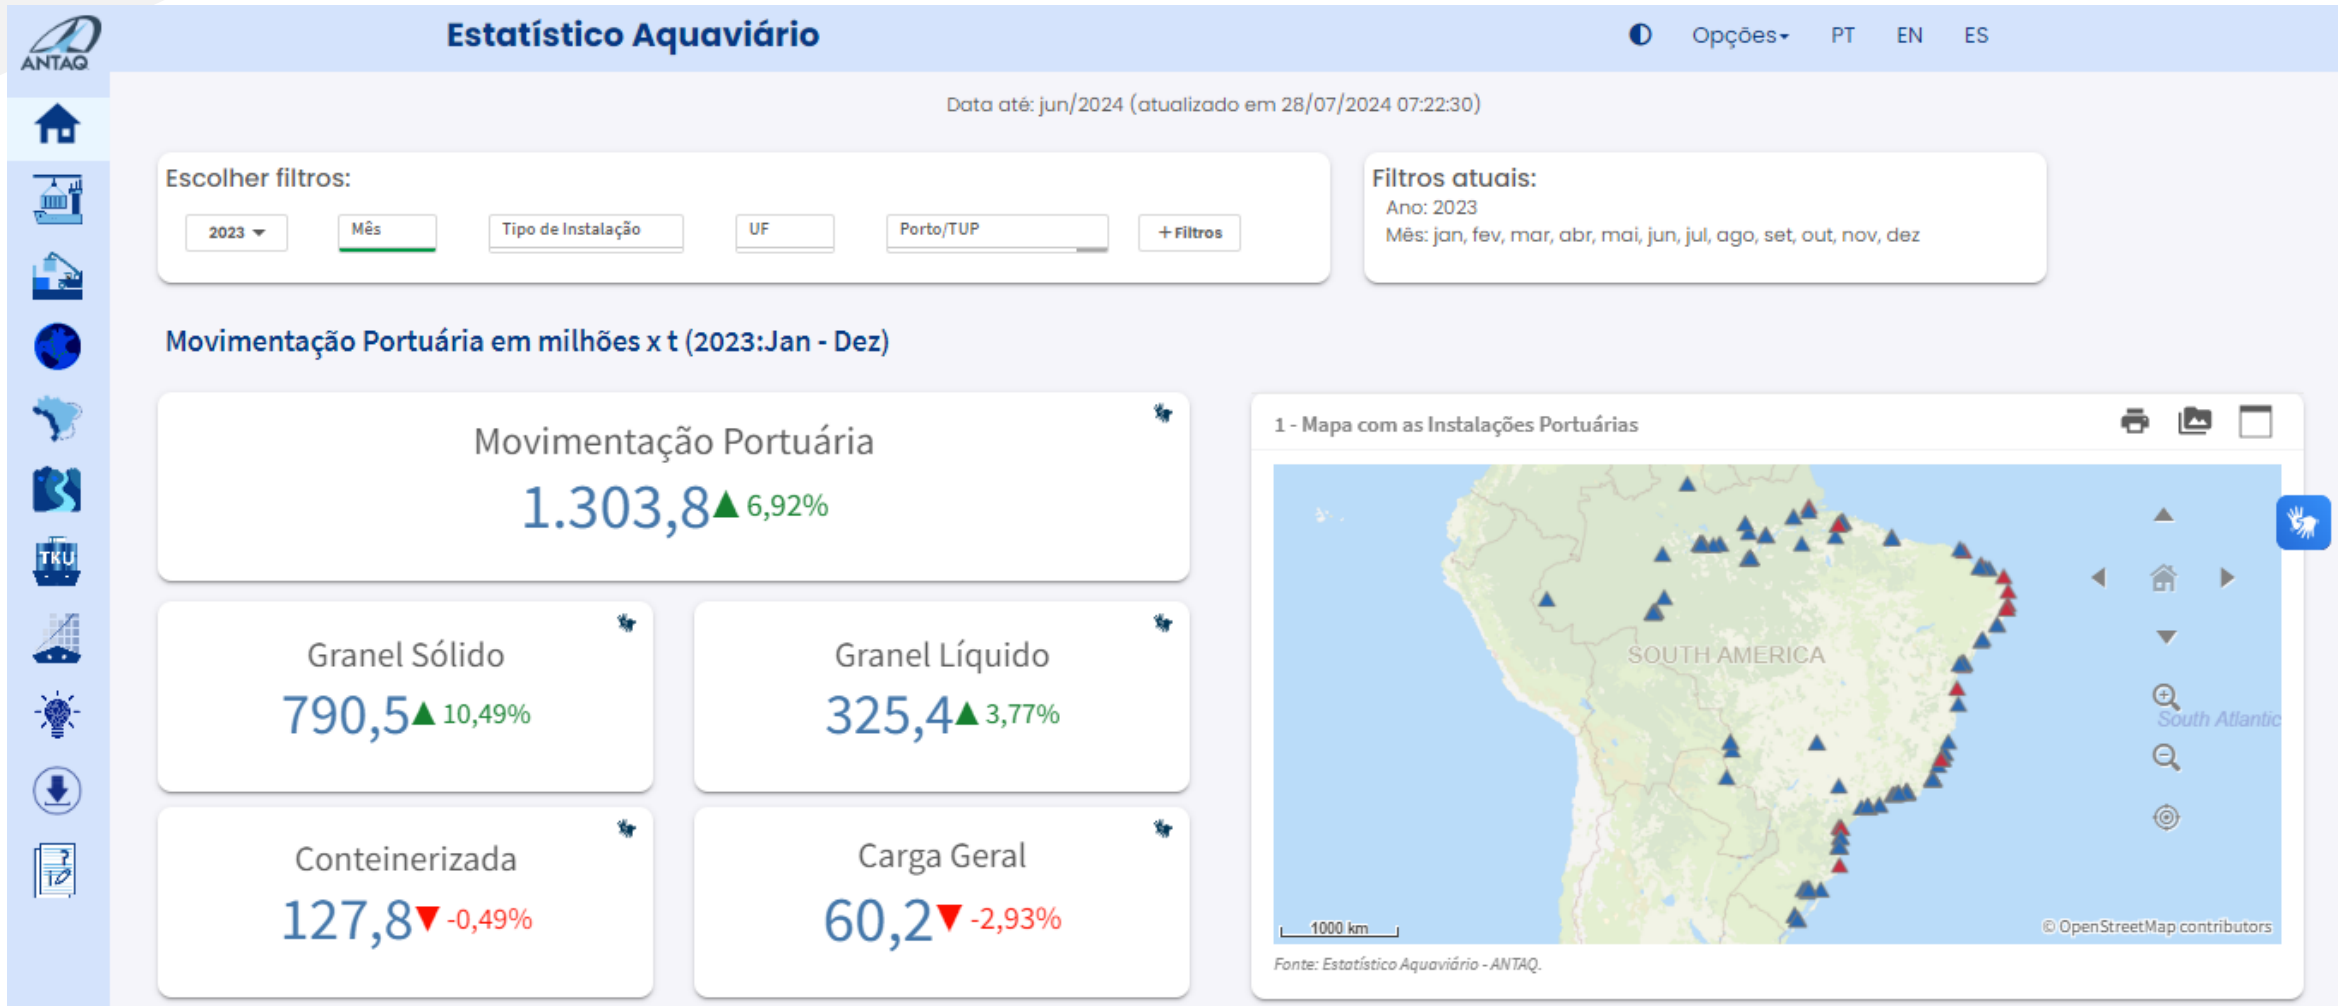 ANTAQ
Estatístico Aquaviário
Opções
PT
EN
ES
Data até: jun/2024 (atualizado em 28/07/2024 07:22:30)
Escolher filtros:
2023
Mês
Tipo de Instalação
UF
Porto/TUP
+Filtros
Filtros atuais:
Ano: 2023
Mês: jan, fev, mar, abr, mai, jun, jul, ago, set, out, nov, dez
TKU
Movimentação Portuária em milhões x t (2023:Jan - Dez)
Movimentação Portuária
1.303,8▲ 6,92%
Granel Sólido
790,5▲ 10,49%
Granel Líquido
325,4▲ 3,77%
Conteinerizada
127,8▼ -0,49%
Carga Geral
60,2▼ -2,93%
1 - Mapa com as Instalações Portuárias
SOUTH AMERICA
South Atlantic
1000 km
© OpenStreetMap contributors
Fonte: Estatístico Aquaviário - ANTAQ.